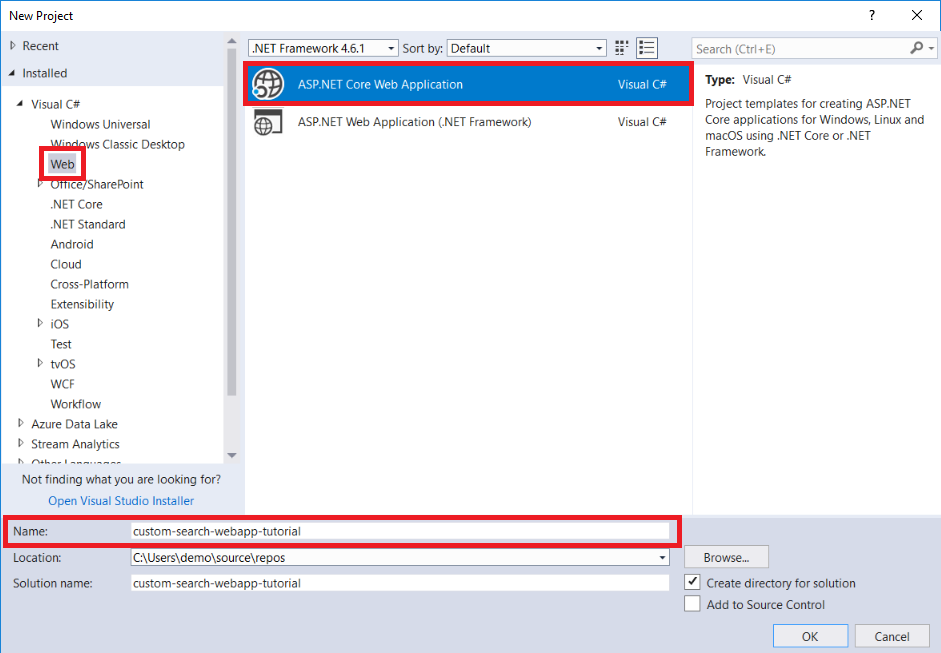 New Project
?
Recent
Installed
Visual C#
Windows Universal
Windows Classic Desktop
Web
Office/SharePoint
.NET Core
.NET Standard
Android
Cloud
Cross-Platform
Extensibility
iOS
Test
tvOS
WCF
Workflow
Azure Data Lake
Stream Analytics
Other Languages
Not finding what you are looking for?
Open Visual Studio Installer
.NET Framework 4.6.1 Sort by: Default
ASP.NET Core Web Application Visual C#
ASP.NET Web Application (.NET Framework) Visual C#
Search (Ctrl+E)
Type: Visual C#
Project templates for creating ASP.NET
Core applications for Windows, Linux and
macOS using .NET Core or .NET
Framework.
Name: custom-search-webapp-tutorial
Location: C:\Users\demo\source\repos
Solution name: custom-search-webapp-tutorial
Browse...
Create directory for solution
Add to Source Control
OK Cancel